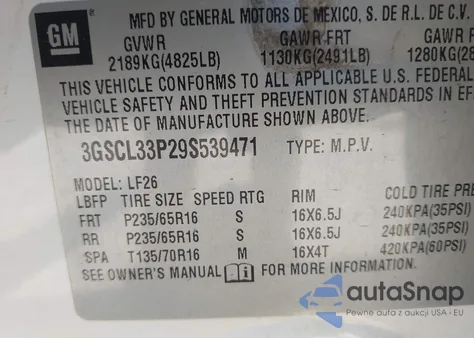 GM
MFD BY GENERAL MOTORS DE MEXICO, S. DE R.L. DE C.V.
GVWR GAWR FRT GAWR
2189KG(4825LB) 1130KG(2491LB) 1280KG(28
THIS VEHICLE CONFORMS TO ALL APPLICABLE U.S. FEDERAL
VEHICLE SAFETY AND THEFT PREVENTION STANDARDS IN EF
THE DATE OF MANUFACTURE SHOWN ABOVE.
3GSCL33P29S539471 TYPE: M.P.V.
MODEL: LF26
LBFP TIRE SIZE SPEED RTG RIM COLD TIRE PRE
FRT P235/65R16 S 16X6.5J 240KPA(35PSI)
RR P235/65R16 S 16X6.5J 240KPA(35PSI)
SPA T135/70R16 M 16X4T 420KPA(60PSI)
SEE OWNER'S MANUAL FOR MORE INFORMATION.
autoSnap
Pewne auta z aukcji USA i EU